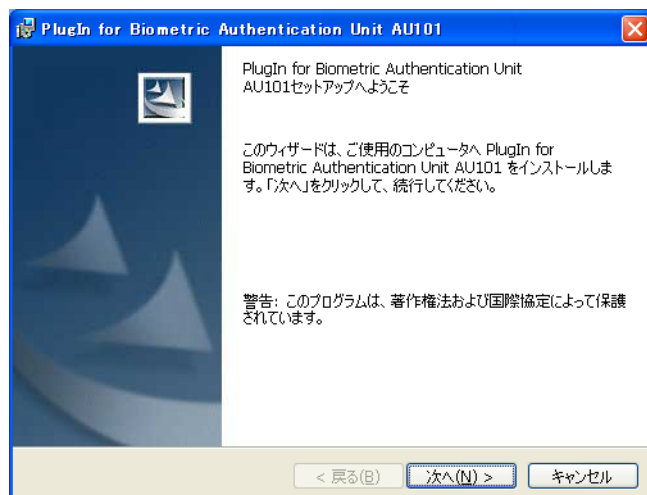 PlugIn for Biometric Authentication Unit AU101
PlugIn for Biometric Authentication Unit
AU101セットアップへようこそ
このウィザードは、ご使用のコンピュータへ PlugIn for
Biometric Authentication Unit AU101 をインストールしま
す。「次へ」をクリックして、続行してください。
警告: このプログラムは、著作権法および国際協定によって保護
されています。
< 戻る(B)
次へ(N) >
キャンセル